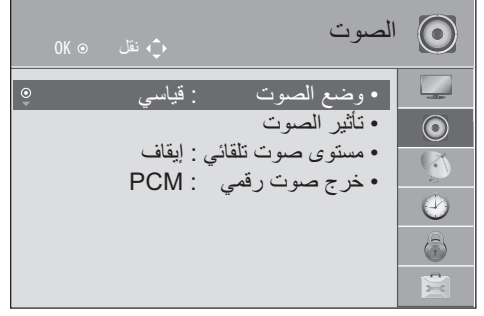 الصوت
نقل OK
• وضع الصوت : قياسي
• تأثير الصوت
• مستوى صوت تلقائي : إيقاف
• خرج صوت رقمي : PCM